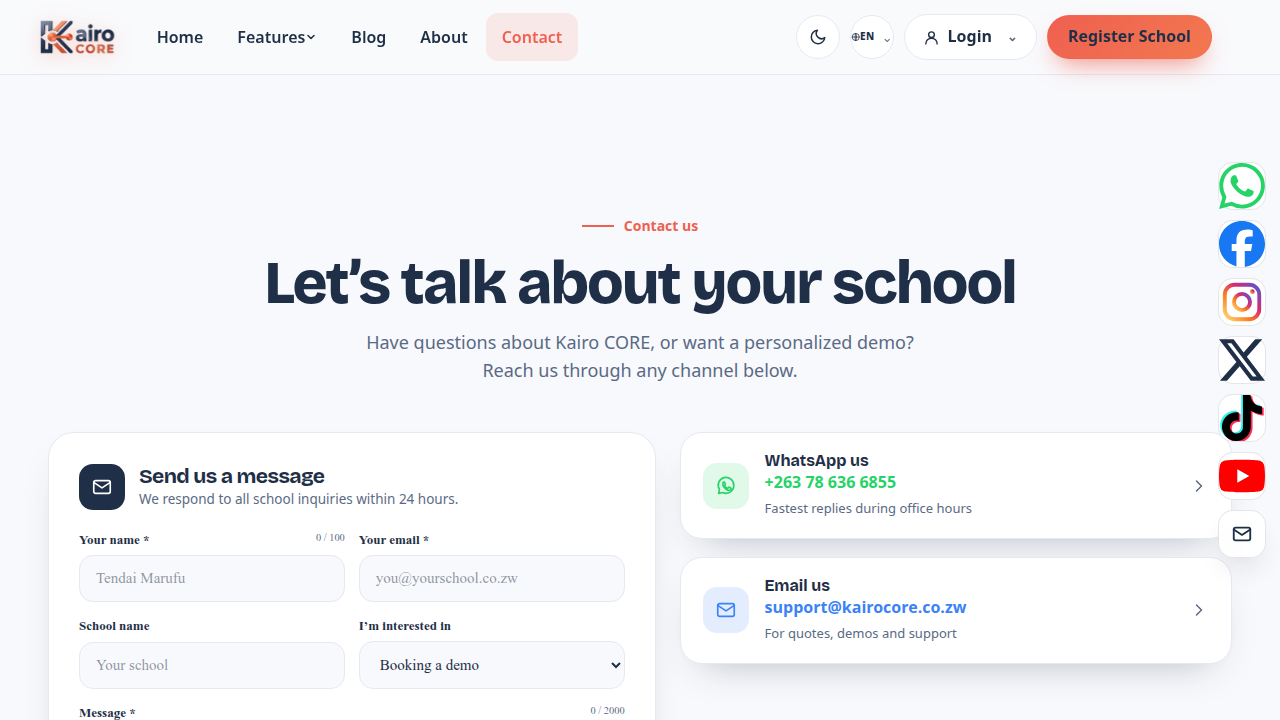 Kairo CORE
Home
Features
Blog
About
Contact
EN
Login
Register School
Contact us
Let’s talk about your school
Have questions about Kairo CORE, or want a personalized demo?
Reach us through any channel below.
Send us a message
We respond to all school inquiries within 24 hours.
Your name *
0 / 100
Tendai Marufu
Your email *
you@yourschool.co.zw
School name
Your school
I’m interested in
Booking a demo
Message *
0 / 2000
WhatsApp us
+263 78 636 6855
Fastest replies during office hours
Email us
support@kairocore.co.zw
For quotes, demos and support